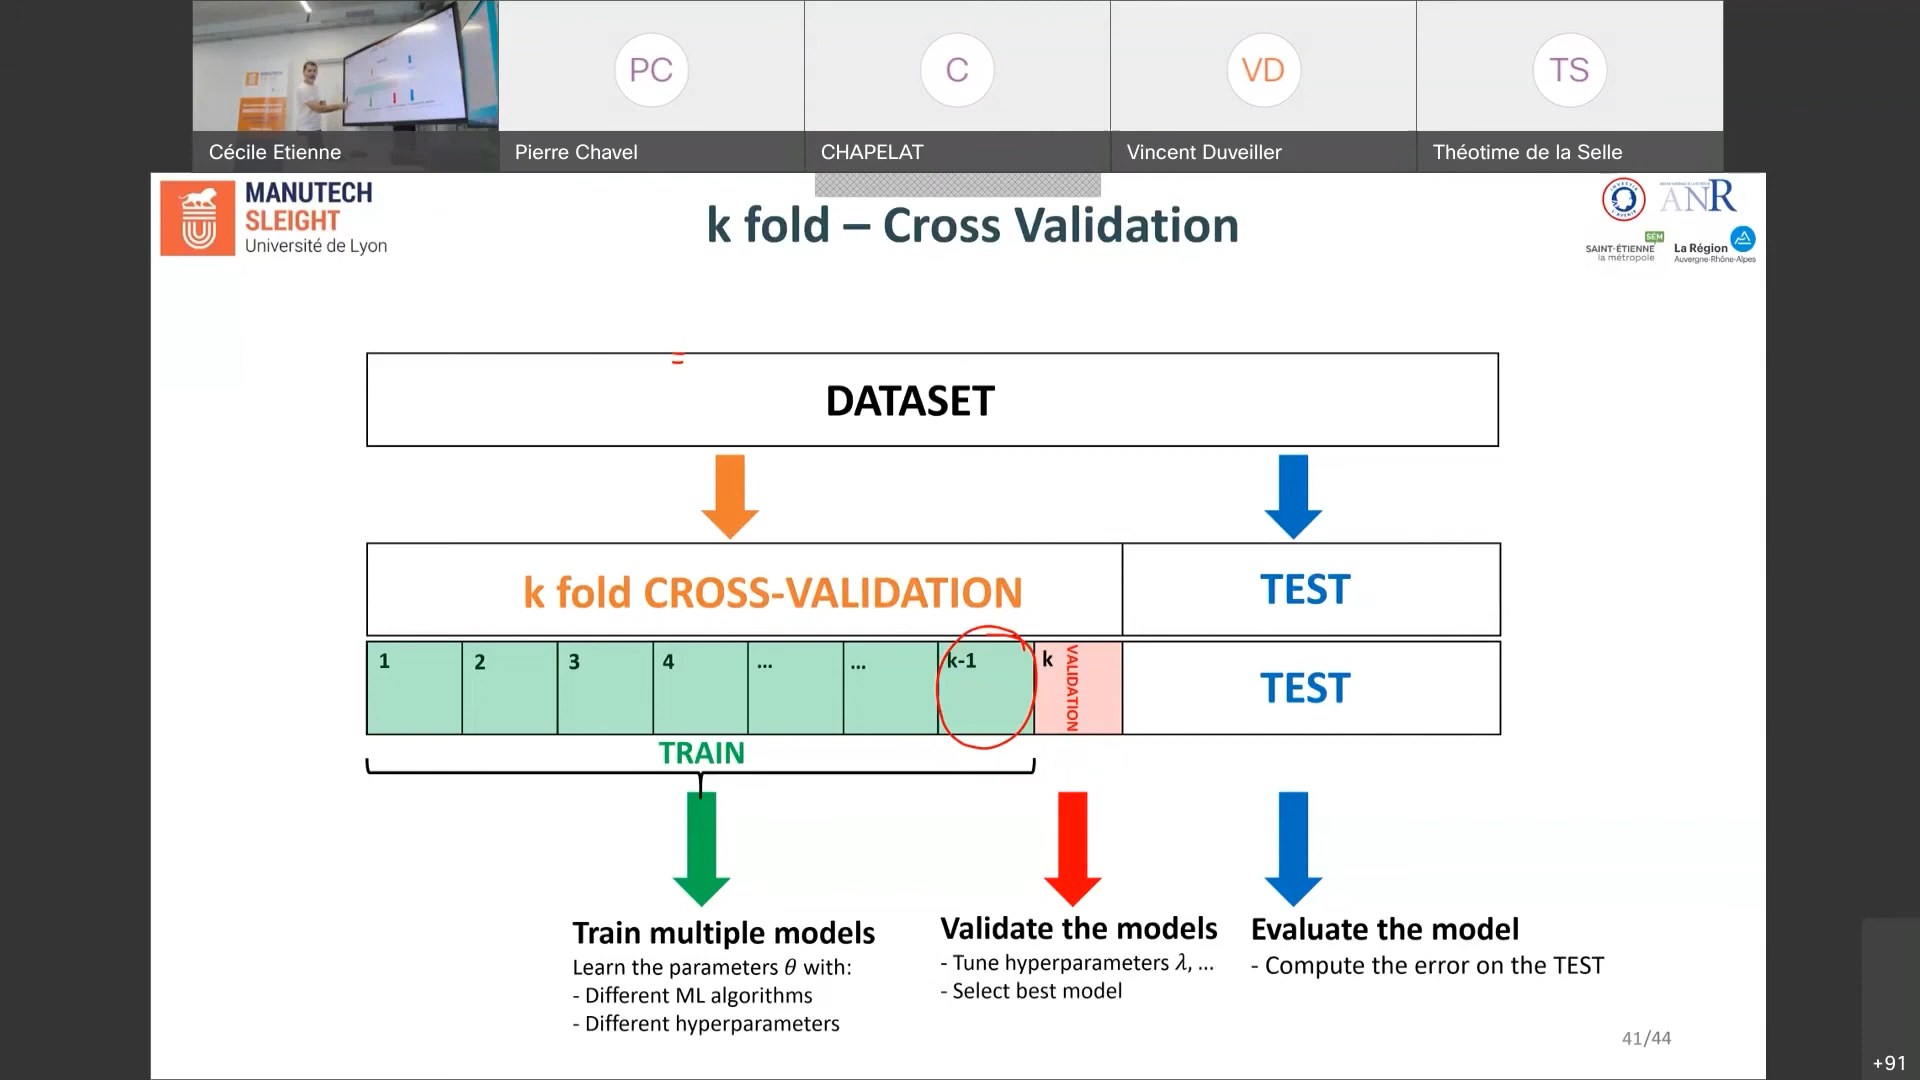 PC
C
VD
TS
Cécile Etienne
Pierre Chavel
CHAPELAT
Vincent Duveiller
Théotime de la Selle
MANUTECH
SLEIGHT
Université de Lyon
k fold – Cross Validation
ANR
SEM
SAINT-ÉTIENNE
la métropole
La Région
Auvergne-Rhône-Alpes
DATASET
k fold CROSS-VALIDATION
TEST
1 2 3 4 ... ... k-1 k VALIDATION
TEST
TRAIN
Train multiple models
Learn the parameters θ with:
- Different ML algorithms
- Different hyperparameters
Validate the models
- Tune hyperparameters λ, ...
- Select best model
Evaluate the model
- Compute the error on the TEST
41/44
+91